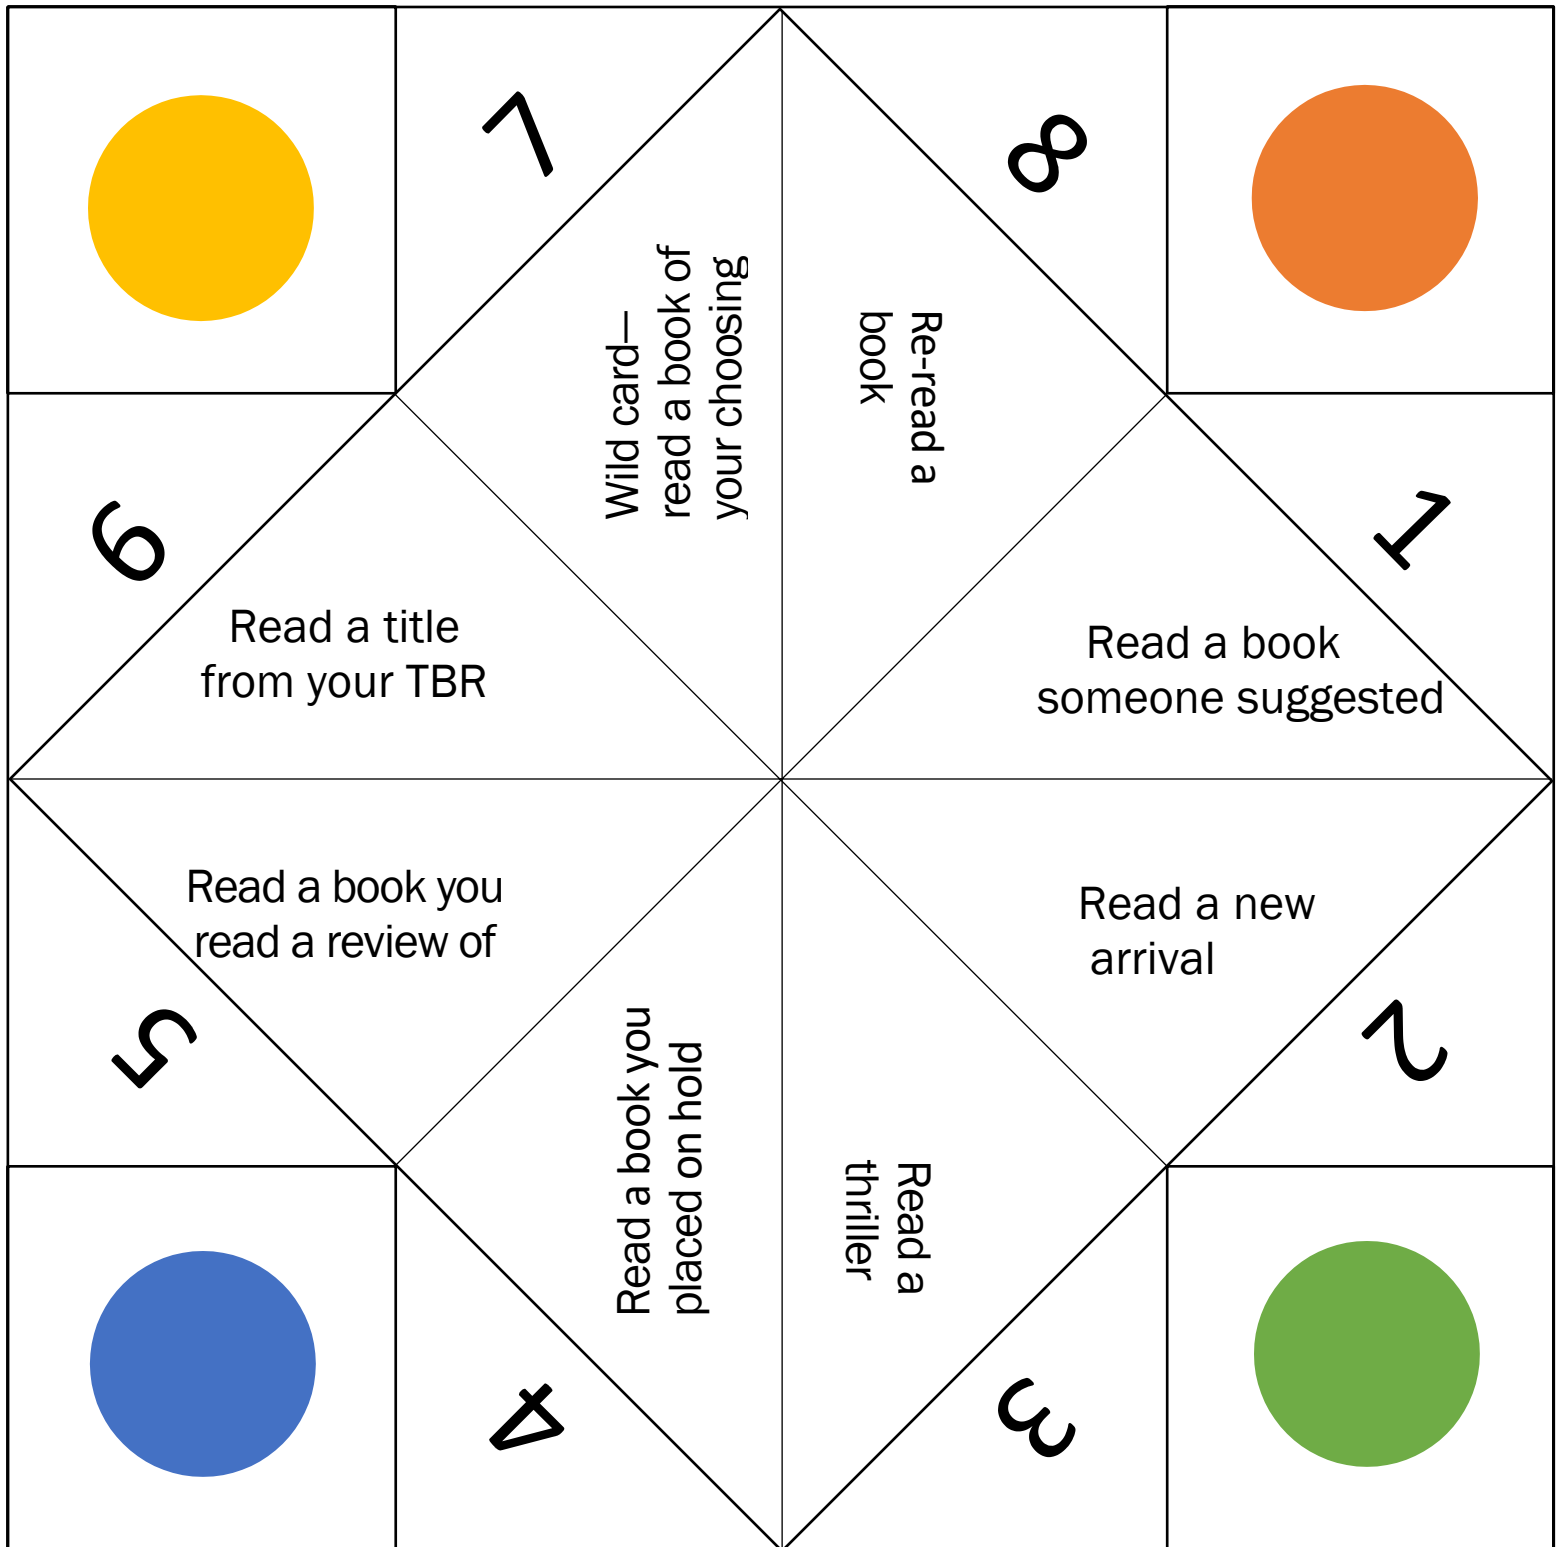 7
8
Wild card—
read a book of
your choosing
Re-read a
book
6
1
Read a title
from your TBR
Read a book
someone suggested
Read a book you
read a review of
Read a new
arrival
5
2
Read a book you
placed on hold
Read a
thriller
4
3